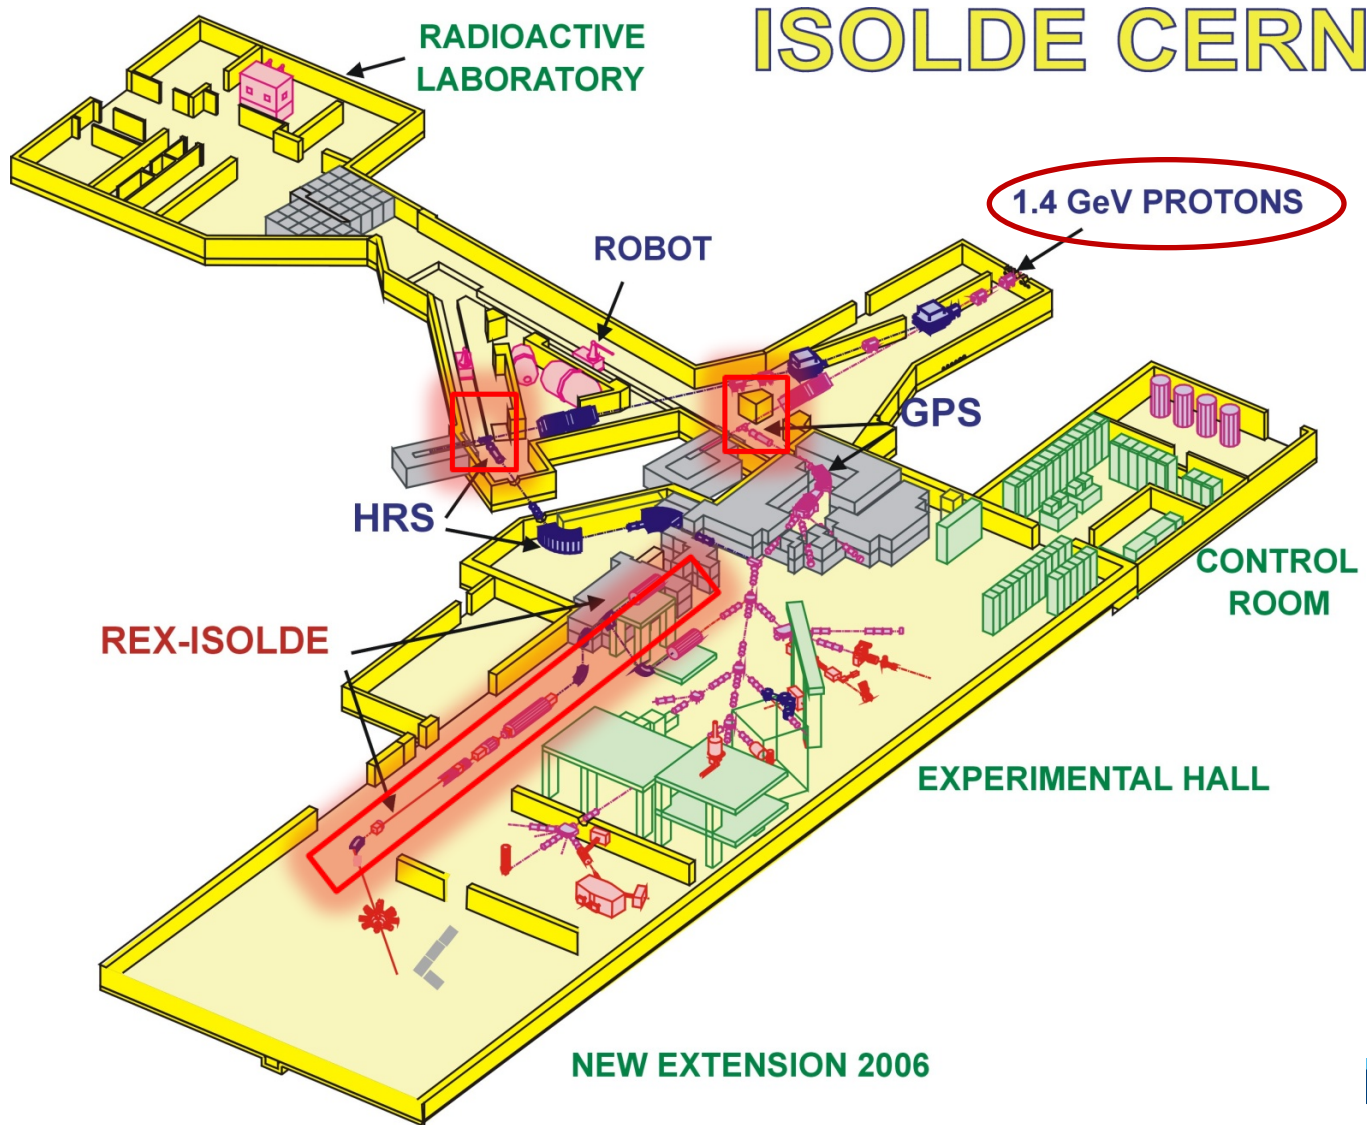 ISOLDE CERN
RADIOACTIVE
LABORATORY
1.4 GeV PROTONS
ROBOT
GPS
HRS
CONTROL
ROOM
REX-ISOLDE
EXPERIMENTAL HALL
NEW EXTENSION 2006